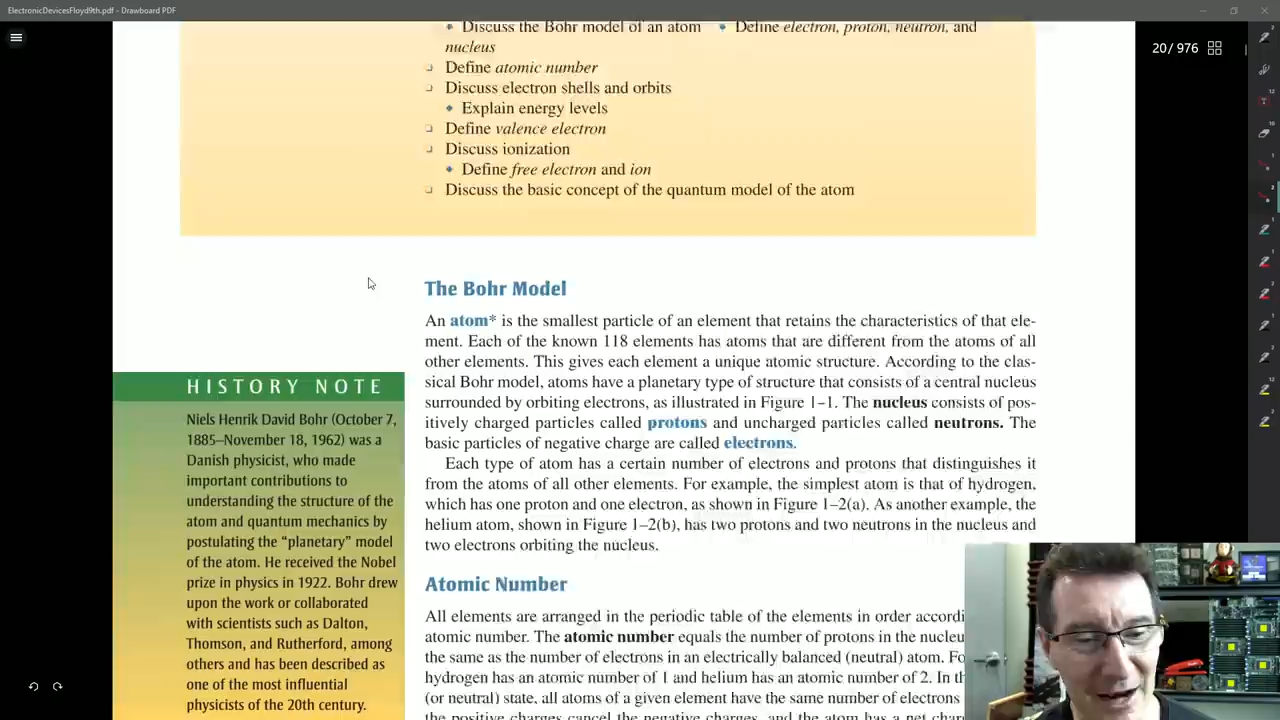 ElectronicDevicesFloyd9th.pdf - Drawboard PDF
20 / 976
Discuss the Bohr model of an atom Define electron, proton, neutron, and
nucleus
Define atomic number
Discuss electron shells and orbits
Explain energy levels
Define valence electron
Discuss ionization
Define free electron and ion
Discuss the basic concept of the quantum model of the atom
The Bohr Model
An atom* is the smallest particle of an element that retains the characteristics of that ele-
ment. Each of the known 118 elements has atoms that are different from the atoms of all
other elements. This gives each element a unique atomic structure. According to the clas-
sical Bohr model, atoms have a planetary type of structure that consists of a central nucleus
surrounded by orbiting electrons, as illustrated in Figure 1–1. The nucleus consists of pos-
itively charged particles called protons and uncharged particles called neutrons. The
basic particles of negative charge are called electrons.
Each type of atom has a certain number of electrons and protons that distinguishes it
from the atoms of all other elements. For example, the simplest atom is that of hydrogen,
which has one proton and one electron, as shown in Figure 1–2(a). As another example, the
helium atom, shown in Figure 1–2(b), has two protons and two neutrons in the nucleus and
two electrons orbiting the nucleus.
Atomic Number
All elements are arranged in the periodic table of the elements in order accordi
atomic number. The atomic number equals the number of protons in the nucleu
the same as the number of electrons in an electrically balanced (neutral) atom. Fo
hydrogen has an atomic number of 1 and helium has an atomic number of 2. In th
(or neutral) state, all atoms of a given element have the same number of electrons
the positive charges cancel the negative charges, and the atom has a net char
HISTORY NOTE
Niels Henrik David Bohr (October 7,
1885–November 18, 1962) was a
Danish physicist, who made
important contributions to
understanding the structure of the
atom and quantum mechanics by
postulating the “planetary” model
of the atom. He received the Nobel
prize in physics in 1922. Bohr drew
upon the work or collaborated
with scientists such as Dalton,
Thomson, and Rutherford, among
others and has been described as
one of the most influential
physicists of the 20th century.